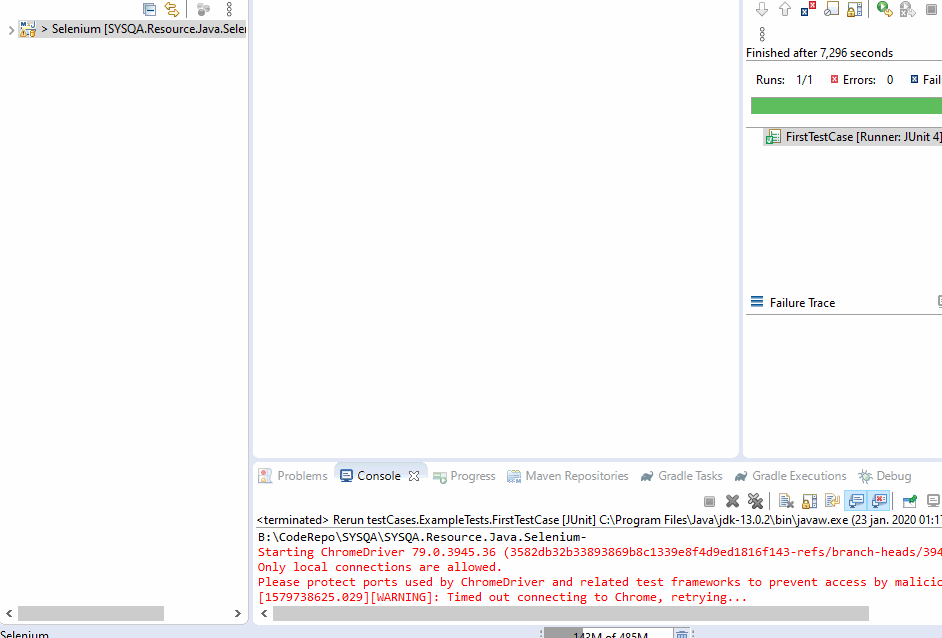 > Selenium [SYSQA.Resource.Java.Sele
Finished after 7,296 seconds
Runs: 1/1 Errors: 0 Fail
FirstTestCase [Runner: JUnit 4]
Failure Trace
Problems Console Progress Maven Repositories Gradle Tasks Gradle Executions Debug
<terminated> Rerun testCases.ExampleTests.FirstTestCase [JUnit] C:\Program Files\Java\jdk-13.0.2\bin\javaw.exe (23 jan. 2020 01:1
B:\CodeRepo\SYSQA\SYSQA.Resource.Java.Selenium-
Starting ChromeDriver 79.0.3945.36 (3582db32b33893869b8c1339e8f4d9ed1816f143-refs/branch-heads/394
Only local connections are allowed.
Please protect ports used by ChromeDriver and related test frameworks to prevent access by malicio
[1579738625.029][WARNING]: Timed out connecting to Chrome, retrying...
Selenium
143M of 485M